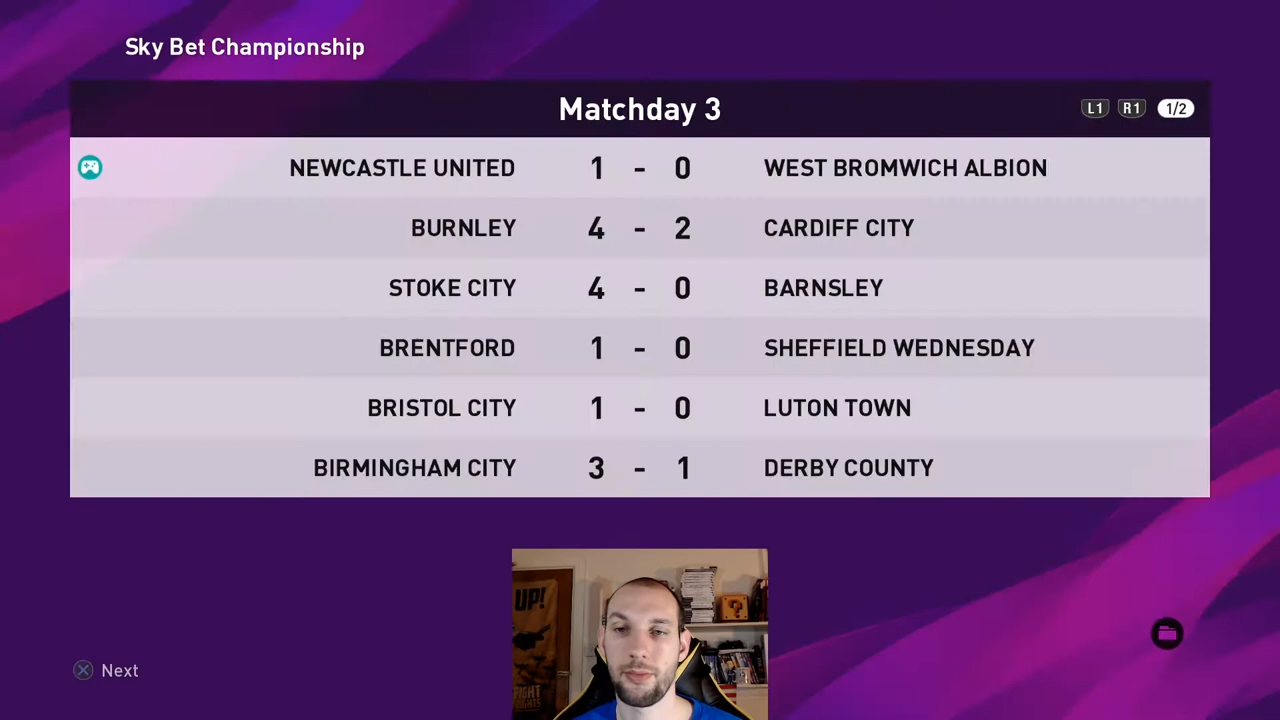 Sky Bet Championship
Matchday 3
L1 R1 1/2
NEWCASTLE UNITED 1 - 0 WEST BROMWICH ALBION
BURNLEY 4 - 2 CARDIFF CITY
STOKE CITY 4 - 0 BARNSLEY
BRENTFORD 1 - 0 SHEFFIELD WEDNESDAY
BRISTOL CITY 1 - 0 LUTON TOWN
BIRMINGHAM CITY 3 - 1 DERBY COUNTY
UP!
?
FIGHT
Next